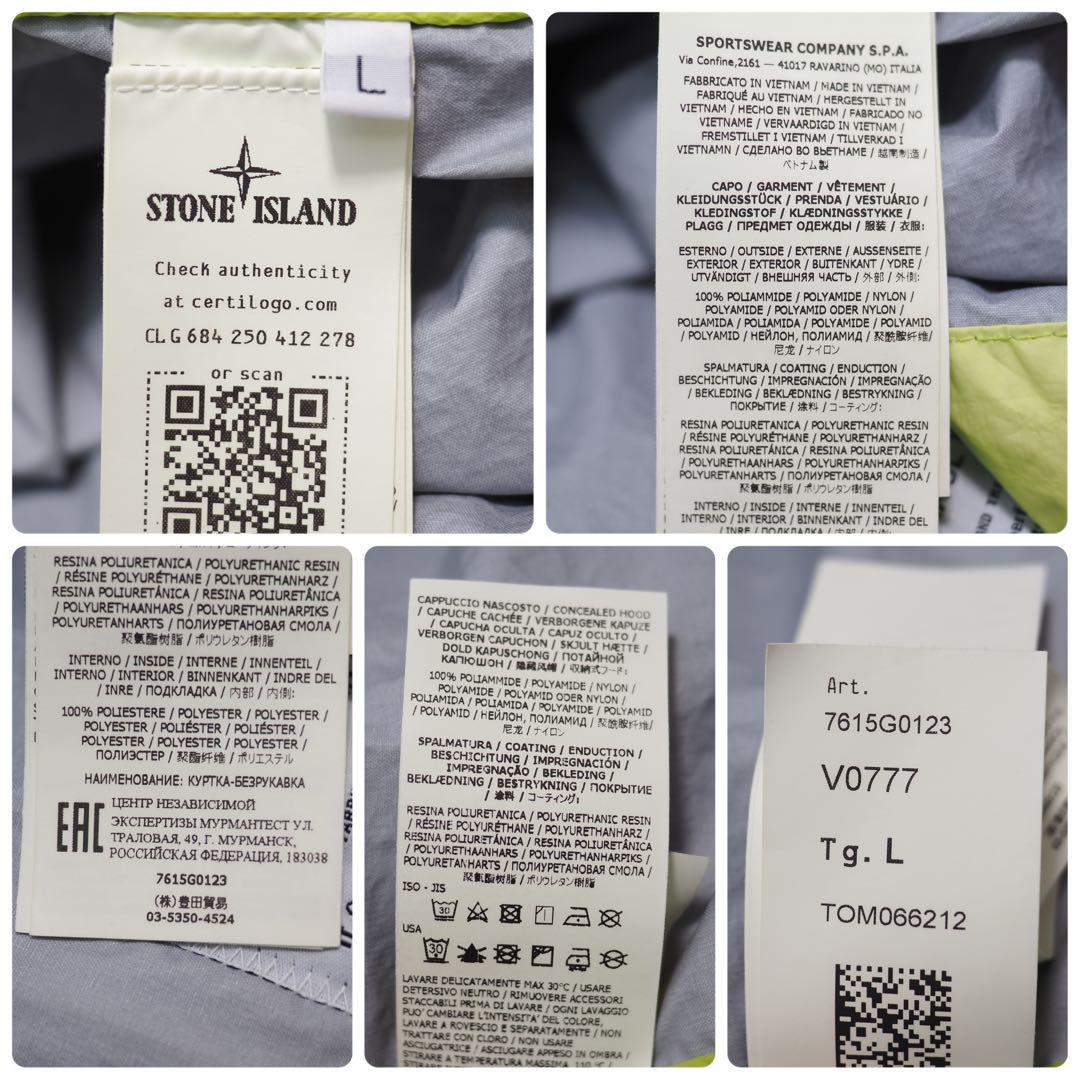 L
STONE ISLAND
Check authenticity
at certilogo.com
CLG 684 250 412 278
or scan
SPORTSWEAR COMPANY S.P.A.
Via Confine,2161 — 41017 RAVARINO (MO) ITALIA
FABBRICATO IN VIETNAM / MADE IN VIETNAM /
FABRIQUÉ AU VIETNAM / HERGESTELLT IN
VIETNAM / HECHO EN VIETNAM / FABRICADO NO
VIETNAME / VERVAARDIGD IN VIETNAM /
FREMSTILLET I VIETNAM / TILLVERKAD I
VIETNAMN / СДЕЛАНО ВО ВЬЕТНАМЕ / 越南制造 /
ベトナム製
CAPO / GARMENT / VÊTEMENT /
KLEIDUNGSSTÜCK / PRENDA / VESTUÁRIO /
KLEDINGSTOF / KLÆDNINGSSTYKKE /
PLAGG / ПРЕДМЕТ ОДЕЖДЫ / 服装 / 衣服:
ESTERNO / OUTSIDE / EXTERNE / AUSSENSEITE /
EXTERIOR / EXTERIOR / BUITENKANT / YDRE /
UTVÄNDIGT / ВНЕШНЯЯ ЧАСТЬ / 外部 / 外側:
100% POLIAMMIDE / POLYAMIDE / NYLON /
POLYAMIDE / POLYAMID ODER NYLON /
POLIAMIDA / POLIAMIDA / POLYAMIDE / POLYAMID
/ POLYAMID / НЕЙЛОН, ПОЛИАМИД / 聚酰胺纤维/
尼龙 / ナイロン
SPALMATURA / COATING / ENDUCTION /
BESCHICHTUNG / IMPREGNACIÓN / IMPREGNAÇÃO
/ BEKLEDING / BEKLÆDNING / BESTRYKNING /
ПОКРЫТИЕ / 涂料 / コーティング:
RESINA POLIURETANICA / POLYURETHANIC RESIN
/ RÉSINE POLYURÉTHANE / POLYURETHANHARZ /
RESINA POLIURETÁNICA / RESINA POLIURETÂNICA
/ POLYURETHAANHARS / POLYURETHANHARPIKS /
POLYURETANHARTS / ПОЛИУРЕТАНОВАЯ СМОЛА /
聚氨酯树脂 / ポリウレタン樹脂
INTERNO / INSIDE / INTERNE / INNENTEIL /
INTERNO / INTERIOR / BINNENKANT / INDRE DEL
RESINA POLIURETANICA / POLYURETHANIC RESIN
/ RÉSINE POLYURÉTHANE / POLYURETHANHARZ /
RESINA POLIURETÁNICA / RESINA POLIURETÂNICA
/ POLYURETHAANHARS / POLYURETHANHARPIKS /
POLYURETANHARTS / ПОЛИУРЕТАНОВАЯ СМОЛА /
聚氨酯树脂 / ポリウレタン樹脂
INTERNO / INSIDE / INTERNE / INNENTEIL /
INTERNO / INTERIOR / BINNENKANT / INDRE DEL
/ INRE / ПОДКЛАДКА / 内部 / 内側:
100% POLIESTERE / POLYESTER / POLYESTER /
POLYESTER / POLIÉSTER / POLIÉSTER /
POLYESTER / POLYESTER / POLYESTER /
ПОЛИЭСТЕР / 聚酯纤维 / ポリエステル
НАИМЕНОВАНИЕ: КУРТКА-БЕЗРУКАВКА
EAC
ЦЕНТР НЕЗАВИСИМОЙ
ЭКСПЕРТИЗЫ МУРМАНТЕСТ УЛ.
ТРАЛОВАЯ, 49, Г. МУРМАНСК,
РОССИЙСКАЯ ФЕДЕРАЦИЯ, 183038
7615G0123
(株)豊田貿易
03-5350-4524
CAPPUCCIO NASCOSTO / CONCEALED HOOD
/ CAPUCHE CACHÉE / VERBORGENE KAPUZE
/ CAPUCHA OCULTA / CAPUZ OCULTO /
VERBORGEN CAPUCHON / SKJULT HÆTTE /
DOLD KAPUSCHONG / ПОТАЙНОЙ
КАПЮШОН / 隐藏风帽 / 収納式フード:
100% POLIAMMIDE / POLYAMIDE / NYLON /
POLYAMIDE / POLYAMID ODER NYLON /
POLIAMIDA / POLIAMIDA / POLYAMIDE / POLYAMID
/ POLYAMID / НЕЙЛОН, ПОЛИАМИД / 聚酰胺纤维/
尼龙 / ナイロン
SPALMATURA / COATING / ENDUCTION /
BESCHICHTUNG / IMPREGNACIÓN /
IMPREGNAÇÃO / BEKLEDING /
BEKLÆDNING / BESTRYKNING / ПОКРЫТИЕ
/ 涂料 / コーティング:
RESINA POLIURETANICA / POLYURETHANIC RESIN
/ RÉSINE POLYURÉTHANE / POLYURETHANHARZ /
RESINA POLIURETÁNICA / RESINA POLIURETÂNICA
/ POLYURETHAANHARS / POLYURETHANHARPIKS /
POLYURETANHARTS / ПОЛИУРЕТАНОВАЯ СМОЛА /
聚氨酯树脂 / ポリウレタン樹脂
ISO - JIS
30
USA
30
LAVARE DELICATAMENTE MAX 30°C / USARE
DETERSIVO NEUTRO / RIMUOVERE ACCESSORI
STACCABILI PRIMA DI LAVARE / OGNI LAVAGGIO
PUO' CAMBIARE L'INTENSITA' DEL COLORE,
LAVARE A ROVESCIO E SEPARATAMENTE / NON
TRATTARE CON CLORO / NON USARE
ASCIUGATRICE / ASCIUGARE APPESO IN OMBRA /
STIRARE A TEMPERATURA MASSIMA 110 °C
Art.
7615G0123
V0777
Tg. L
TOM066212